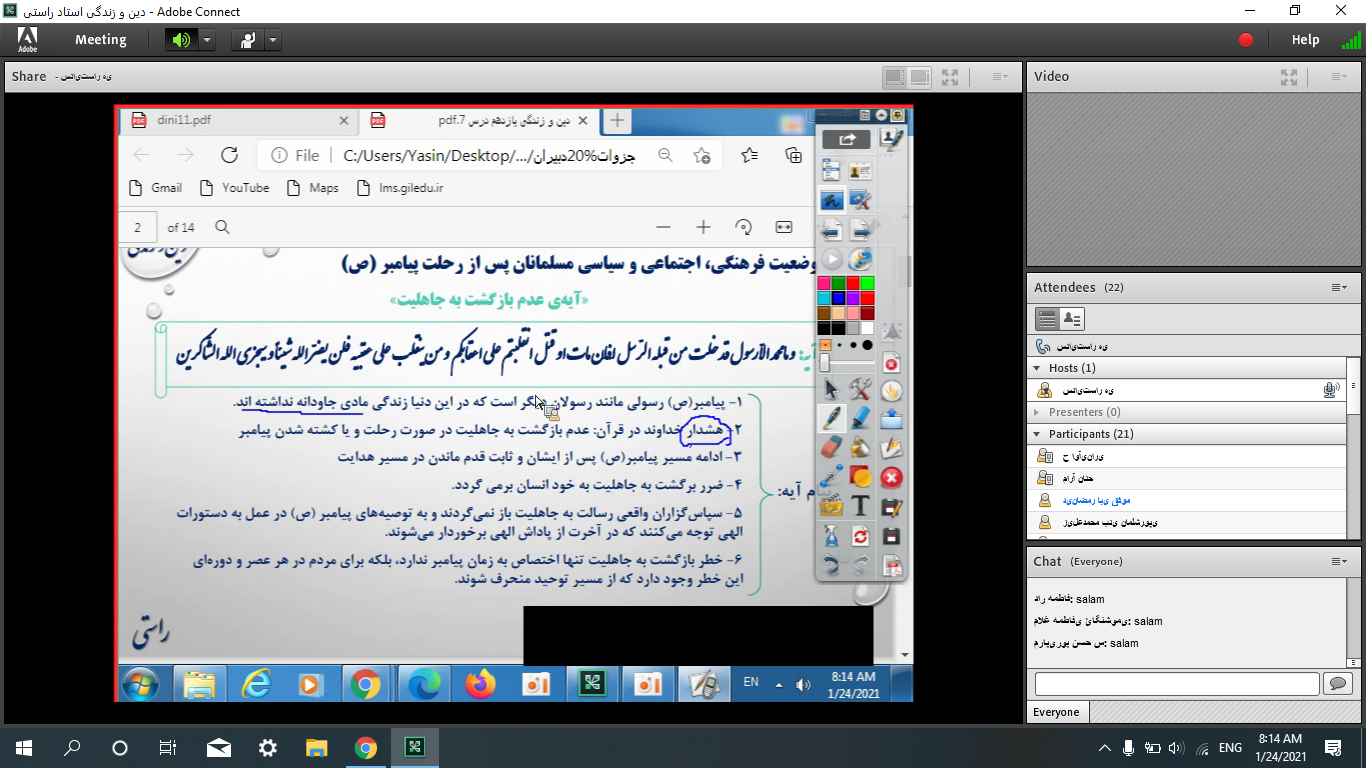 دین و زندگی استاد راستی - Adobe Connect
Adobe
Meeting
Help
Share - ﻩی ﺕﺱﺍﺭﺕیﺍﻥﺱ
dini11.pdf
دین و زندگی یازدهم درس 7.pdf
File
C:/Users/Yasin/Desktop/.../جزوات%20دبیران
Gmail
YouTube
Maps
lms.giledu.ir
2 of 14
دین و زندگی
وضعیت فرهنگی، اجتماعی و سیاسی مسلمانان پس از رحلت پیامبر (ص)
«آیه‌ی عدم بازگشت به جاهلیت»
آیه: و ما محمد الا رسول قد خلت من قبله الرسل افان مات او قتل انقلبتم علی اعقابکم و من ینقلب علی عقبیه فلن یضر الله شیئاً و سیجزی الله الشاکرین
۱- پیامبر(ص) رسولی مانند رسولان دیگر است که در این دنیا زندگی مادی جاودانه نداشته اند.
۲- هشدار خداوند در قرآن: عدم بازگشت به جاهلیت در صورت رحلت و یا کشته شدن پیامبر
۳- ادامه مسیر پیامبر(ص) پس از ایشان و ثابت قدم ماندن در مسیر هدایت
۴- ضرر برگشت به جاهلیت به خود انسان برمی گردد.
آیه:
۵- سپاس‌گزاران واقعی رسالت به جاهلیت باز نمی‌گردند و به توصیه‌های پیامبر (ص) در عمل به دستورات
الهی توجه می‌کنند که در آخرت از پاداش الهی برخوردار می‌شوند.
۶- خطر بازگشت به جاهلیت تنها اختصاص به زمان پیامبر ندارد، بلکه برای مردم در هر عصر و دوره‌ای
این خطر وجود دارد که از مسیر توحید منحرف شوند.
راستی
EN
8:14 AM
1/24/2021
Video
Attendees (22)
Hosts (1)
Presenters (0)
Participants (21)
Chat (Everyone)
salam
salam
salam
Everyone
ENG
8:14 AM
1/24/2021